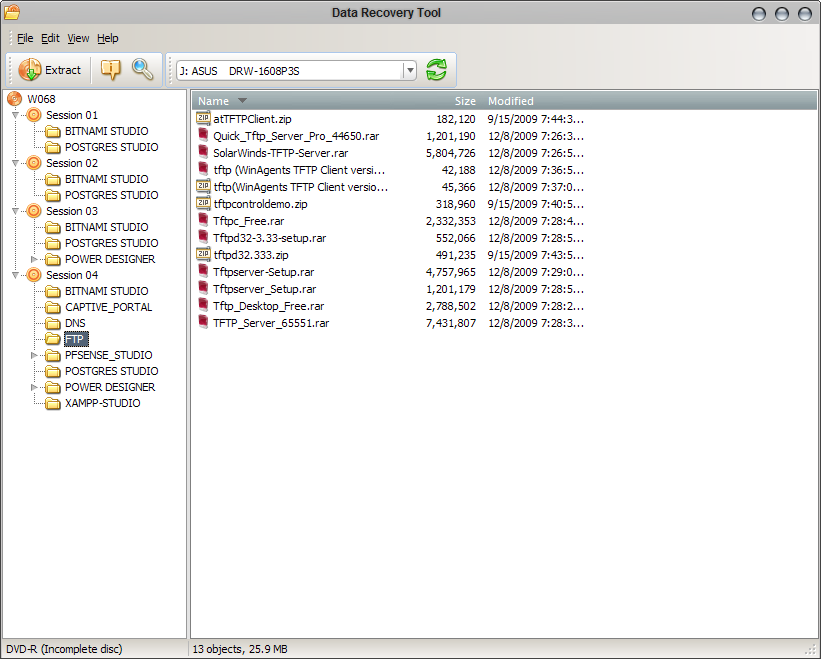 Data Recovery Tool
File Edit View Help
Extract
J: ASUS DRW-1608P3S
W068
Session 01
BITNAMI STUDIO
POSTGRES STUDIO
Session 02
BITNAMI STUDIO
POSTGRES STUDIO
Session 03
BITNAMI STUDIO
POSTGRES STUDIO
POWER DESIGNER
Session 04
BITNAMI STUDIO
CAPTIVE_PORTAL
DNS
FTP
PFSENSE_STUDIO
POSTGRES STUDIO
POWER DESIGNER
XAMPP-STUDIO
Name Size Modified
ZIP atTFTPClient.zip 182,120 9/15/2009 7:44:3...
Quick_Tftp_Server_Pro_44650.rar 1,201,190 12/8/2009 7:26:3...
SolarWinds-TFTP-Server.rar 5,804,726 12/8/2009 7:26:5...
tftp (WinAgents TFTP Client versi... 42,188 12/8/2009 7:36:5...
ZIP tftp(WinAgents TFTP Client versio... 45,366 12/8/2009 7:37:0...
ZIP tftpcontroldemo.zip 318,960 9/15/2009 7:40:5...
Tftpc_Free.rar 2,332,353 12/8/2009 7:28:4...
Tftpd32-3.33-setup.rar 552,066 12/8/2009 7:28:5...
ZIP tftpd32.333.zip 491,235 9/15/2009 7:43:5...
Tftpserver-Setup.rar 4,757,965 12/8/2009 7:29:0...
Tftpserver_Setup.rar 1,201,179 12/8/2009 7:28:5...
Tftp_Desktop_Free.rar 2,788,502 12/8/2009 7:28:2...
TFTP_Server_65551.rar 7,431,807 12/8/2009 7:28:3...
DVD-R (Incomplete disc) 13 objects, 25.9 MB